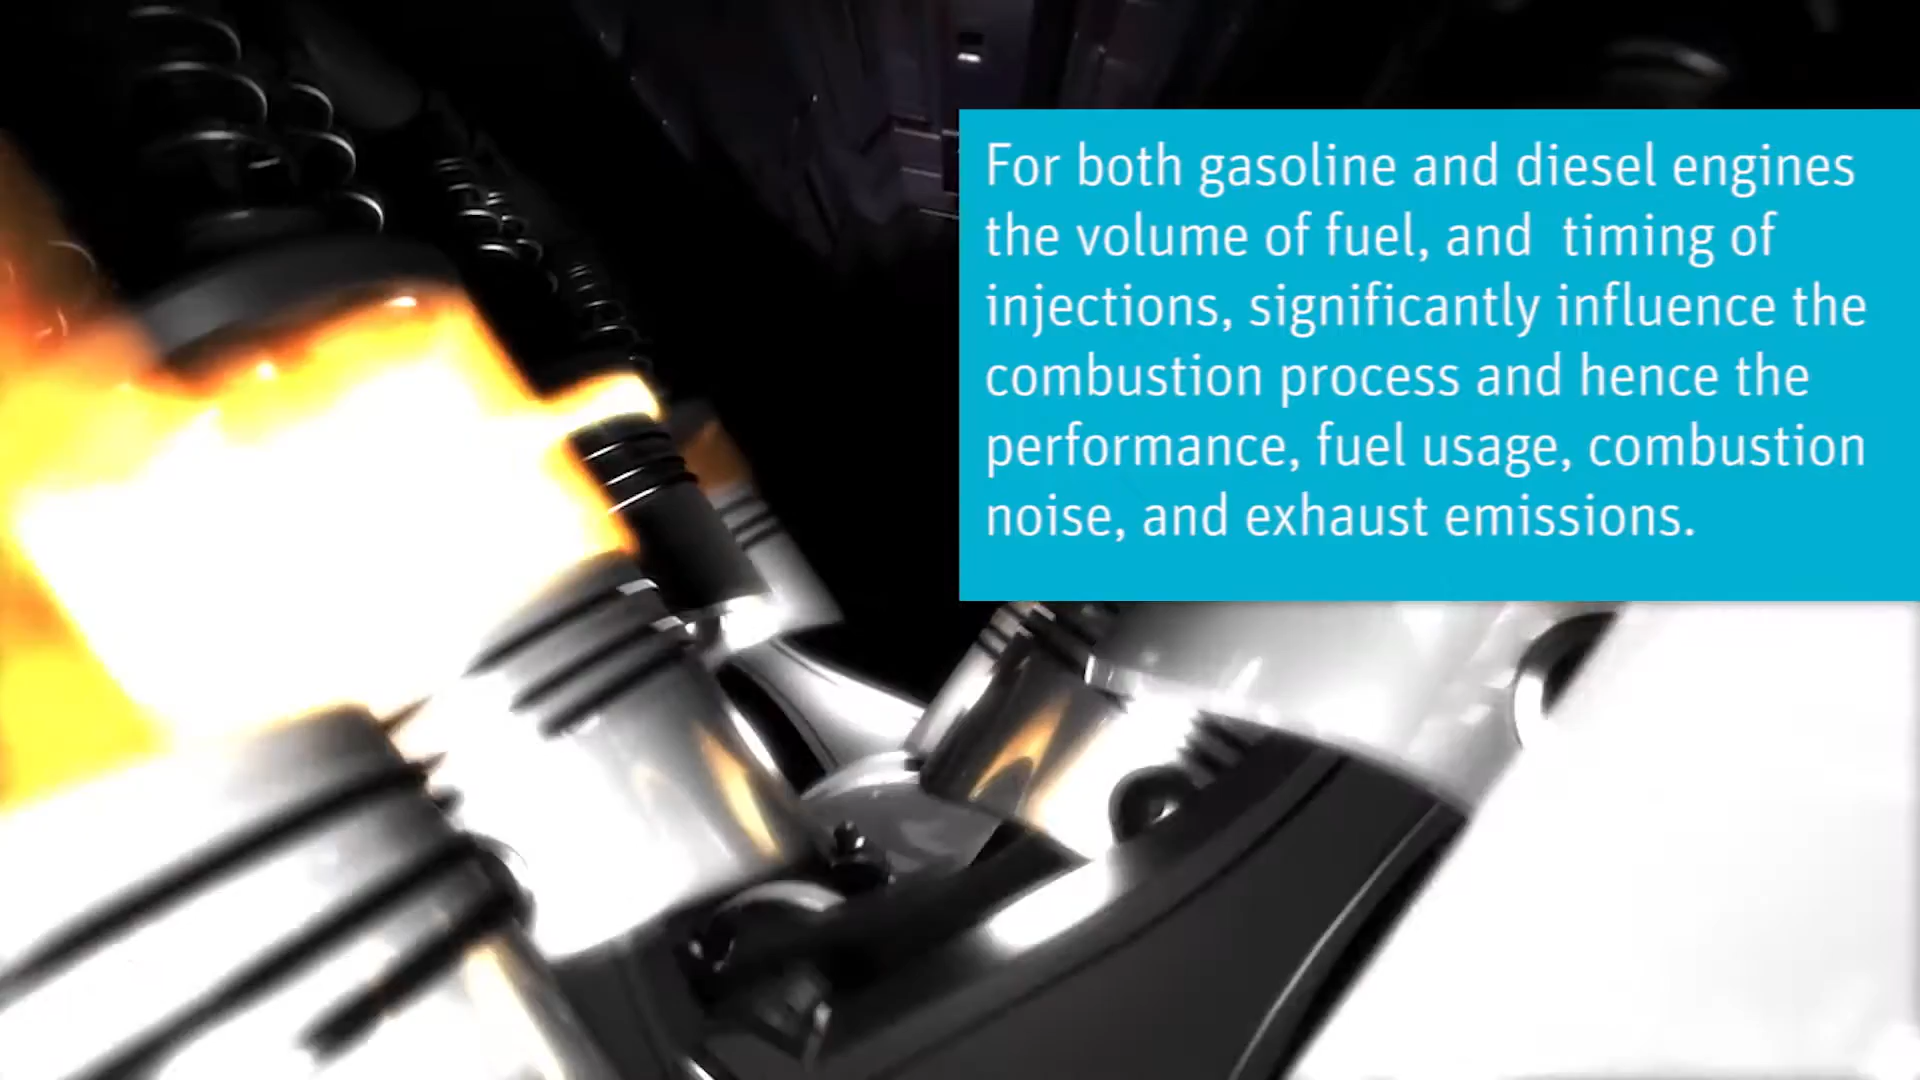 For both gasoline and diesel engines
the volume of fuel, and  timing of
injections, significantly influence the
combustion process and hence the
performance, fuel usage, combustion
noise, and exhaust emissions.